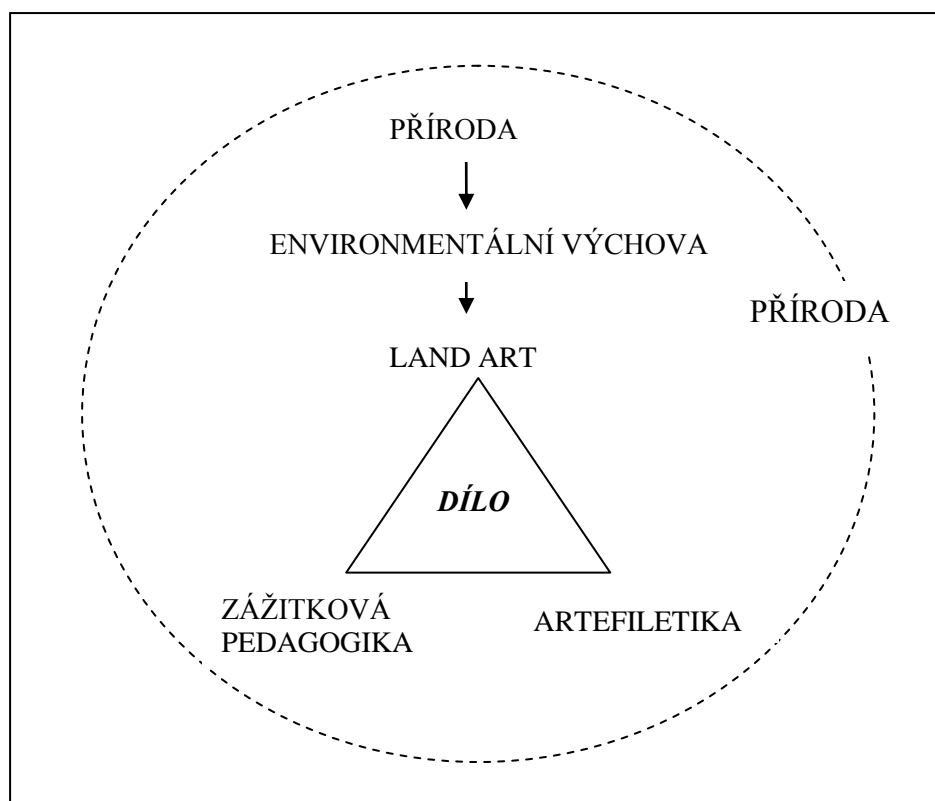 PŘÍRODA
ENVIRONMENTÁLNÍ VÝCHOVA
PŘÍRODA
LAND ART
DÍLO
ZÁŽITKOVÁ
PEDAGOGIKA
ARTEFILETIKA